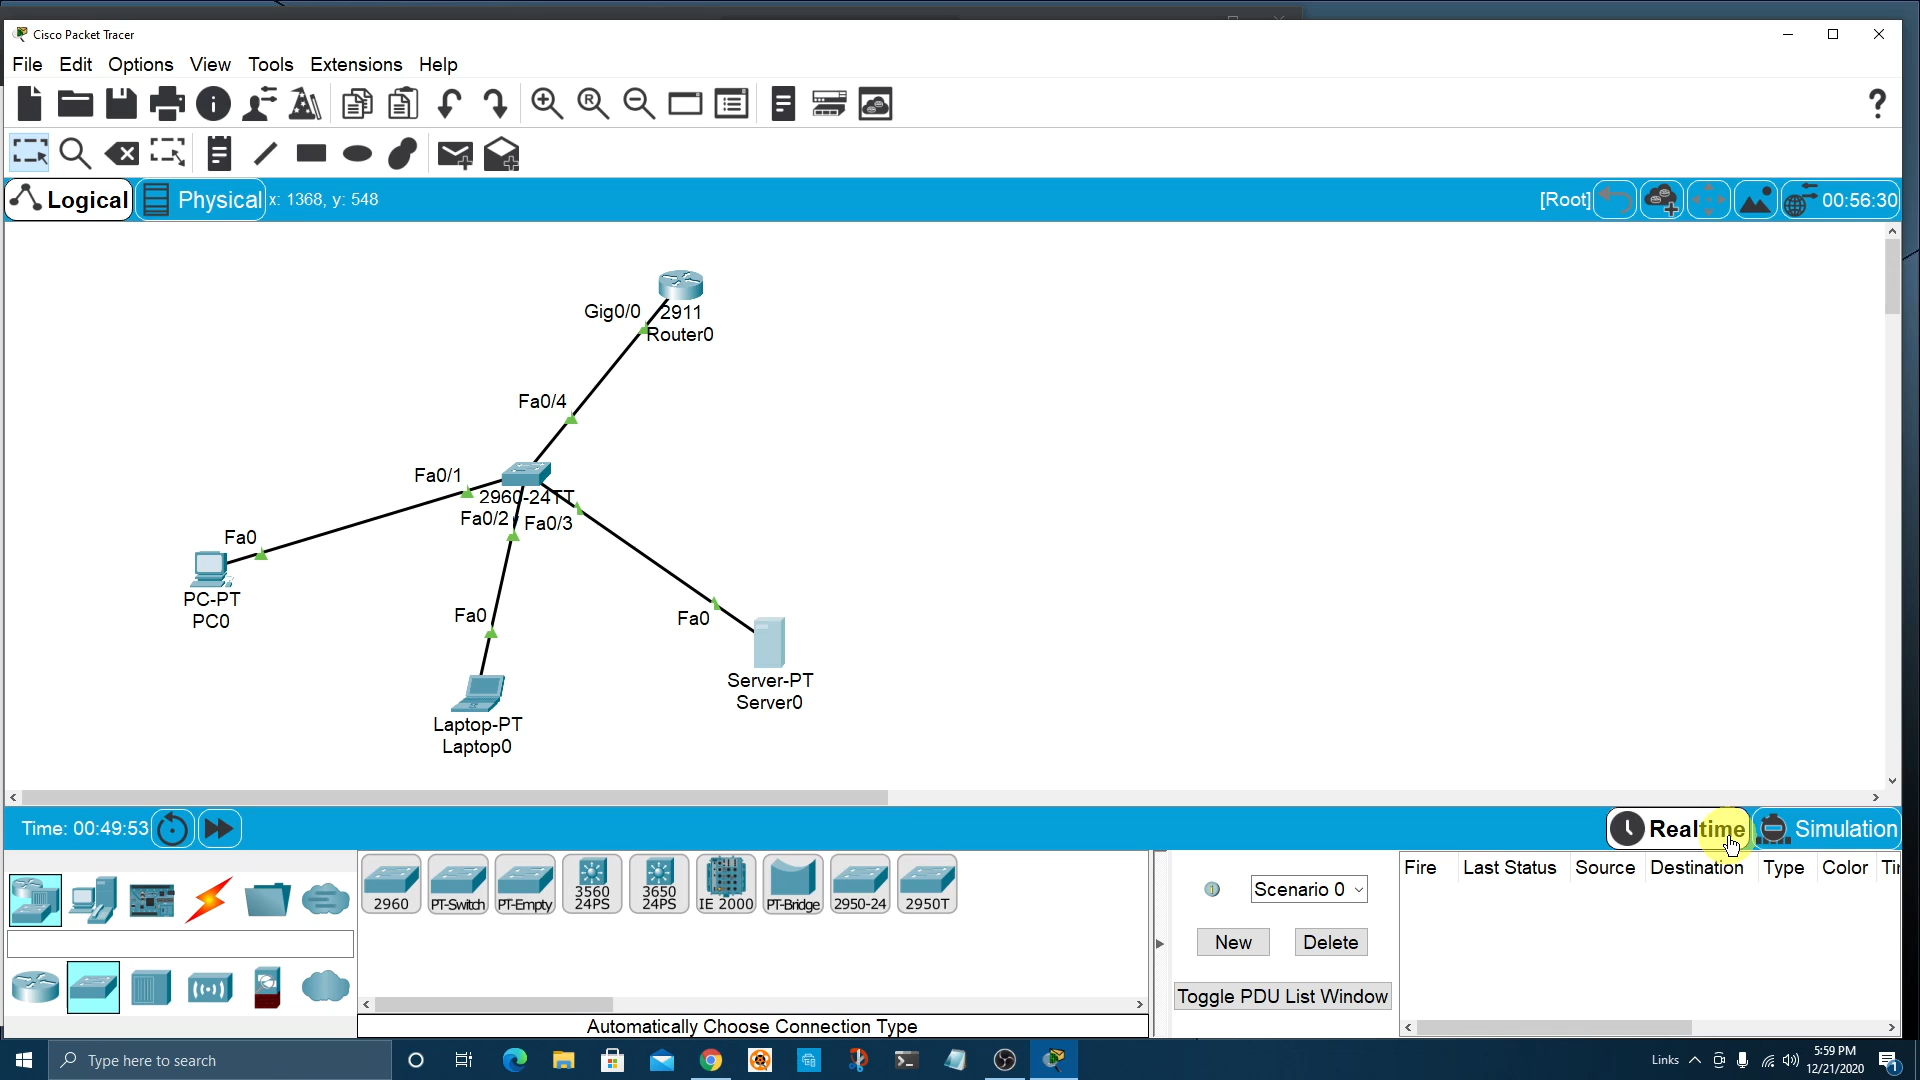 Cisco Packet Tracer
File Edit Options View Tools Extensions Help
Logical Physical x: 1368, y: 548 [Root] 00:56:30
Gig0/0 2911
Router0
Fa0/4
Fa0/1
2960-24TT
Fa0/2 Fa0/3
Fa0
PC-PT
PC0
Fa0
Fa0
Laptop-PT
Laptop0
Server-PT
Server0
Time: 00:49:53 Realtime Simulation
2960 PT-Switch PT-Empty 3560 24PS 3650 24PS IE 2000 PT-Bridge 2950-24 2950T
Scenario 0
New Delete
Toggle PDU List Window
Fire Last Status Source Destination Type Color Ti
Automatically Choose Connection Type
Type here to search
Links
5:59 PM
12/21/2020
1